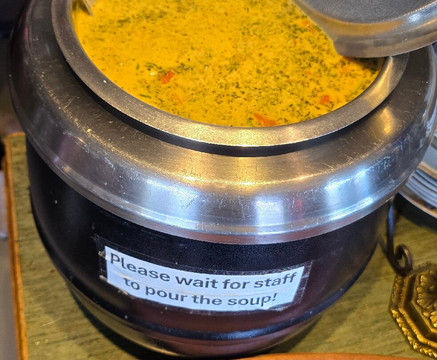 Please wait for staff
to pour the soup!